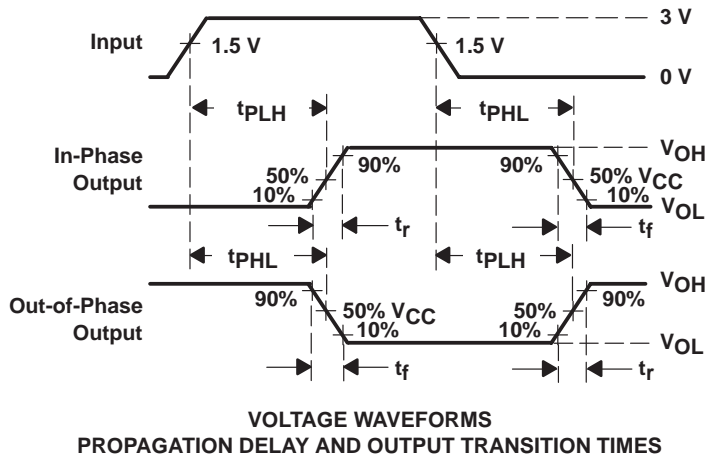 3 V
Input
1.5 V
1.5 V
0 V
tPLH
tPHL
In-Phase
Output
VOH
90%
90%
50%
50% VCC
10%
10%
VOL
tr
tf
tPHL
tPLH
Out-of-Phase
Output
VOH
90%
90%
50% VCC
50%
10%
10%
VOL
tf
tr
VOLTAGE WAVEFORMS
PROPAGATION DELAY AND OUTPUT TRANSITION TIMES